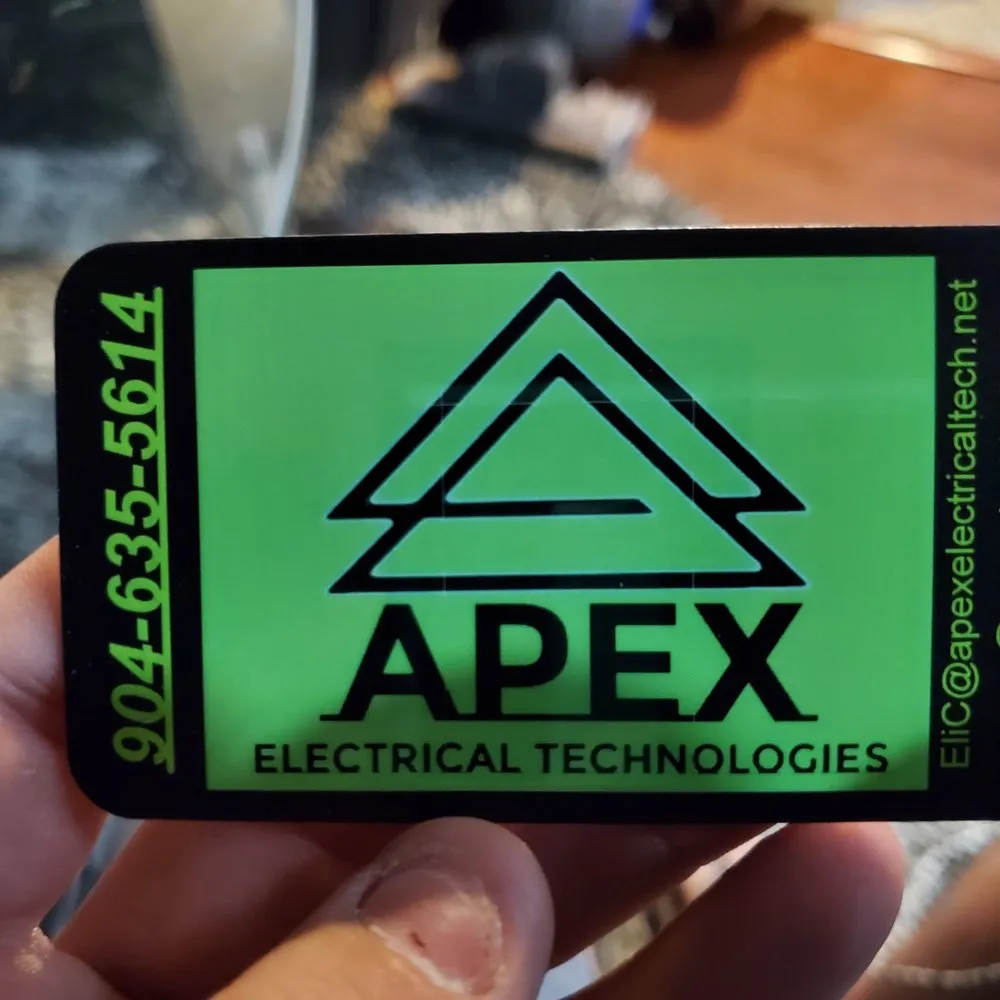 904-635-5614
APEX
ELECTRICAL TECHNOLOGIES
EliC@apexelectricaltech.net